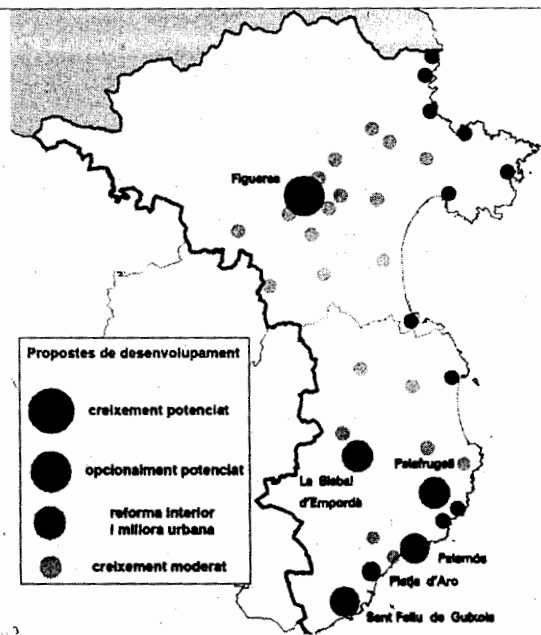 Figueres
Propostes de desenvolupament
creixement potenciat
opcionalment potenciat
reforma interior
i millora urbana
creixement moderat
La Bisbal
d'Empordà
Palafrugell
Palamós
Platja d'Aro
Sant Feliu de Guíxols